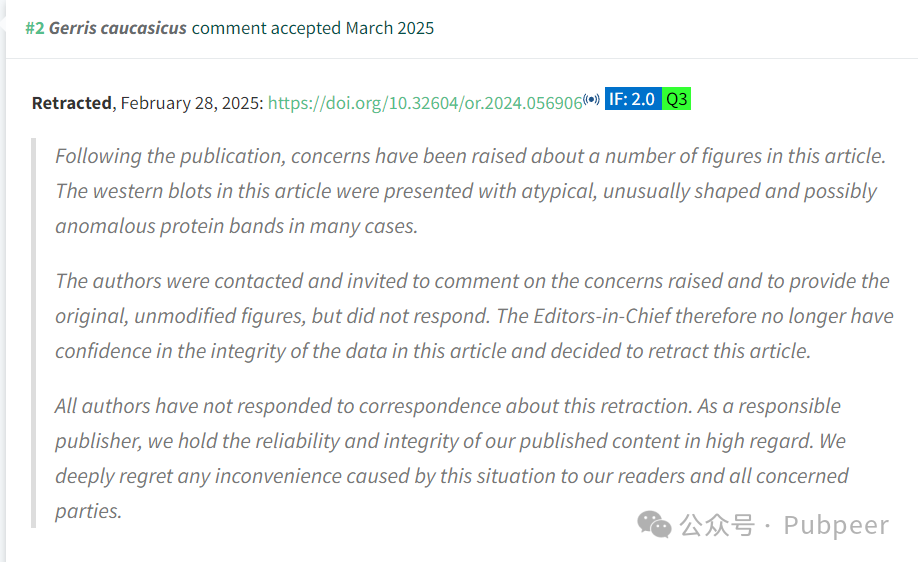 #2 Gerris caucasicus comment accepted March 2025
Retracted, February 28, 2025: https://doi.org/10.32604/or.2024.056906 IF: 2.0 Q3
Following the publication, concerns have been raised about a number of figures in this article.
The western blots in this article were presented with atypical, unusually shaped and possibly
anomalous protein bands in many cases.
The authors were contacted and invited to comment on the concerns raised and to provide the
original, unmodified figures, but did not respond. The Editors-in-Chief therefore no longer have
confidence in the integrity of the data in this article and decided to retract this article.
All authors have not responded to correspondence about this retraction. As a responsible
publisher, we hold the reliability and integrity of our published content in high regard. We
deeply regret any inconvenience caused by this situation to our readers and all concerned
parties.
公众号 · Pubpeer